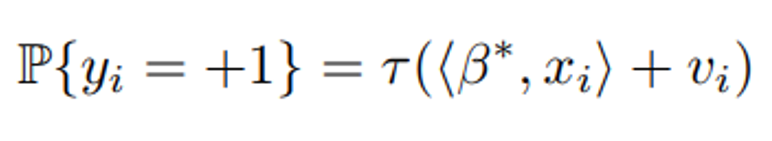 ℙ{yᵢ = +1} = τ(⟨β*, xᵢ⟩ + vᵢ)